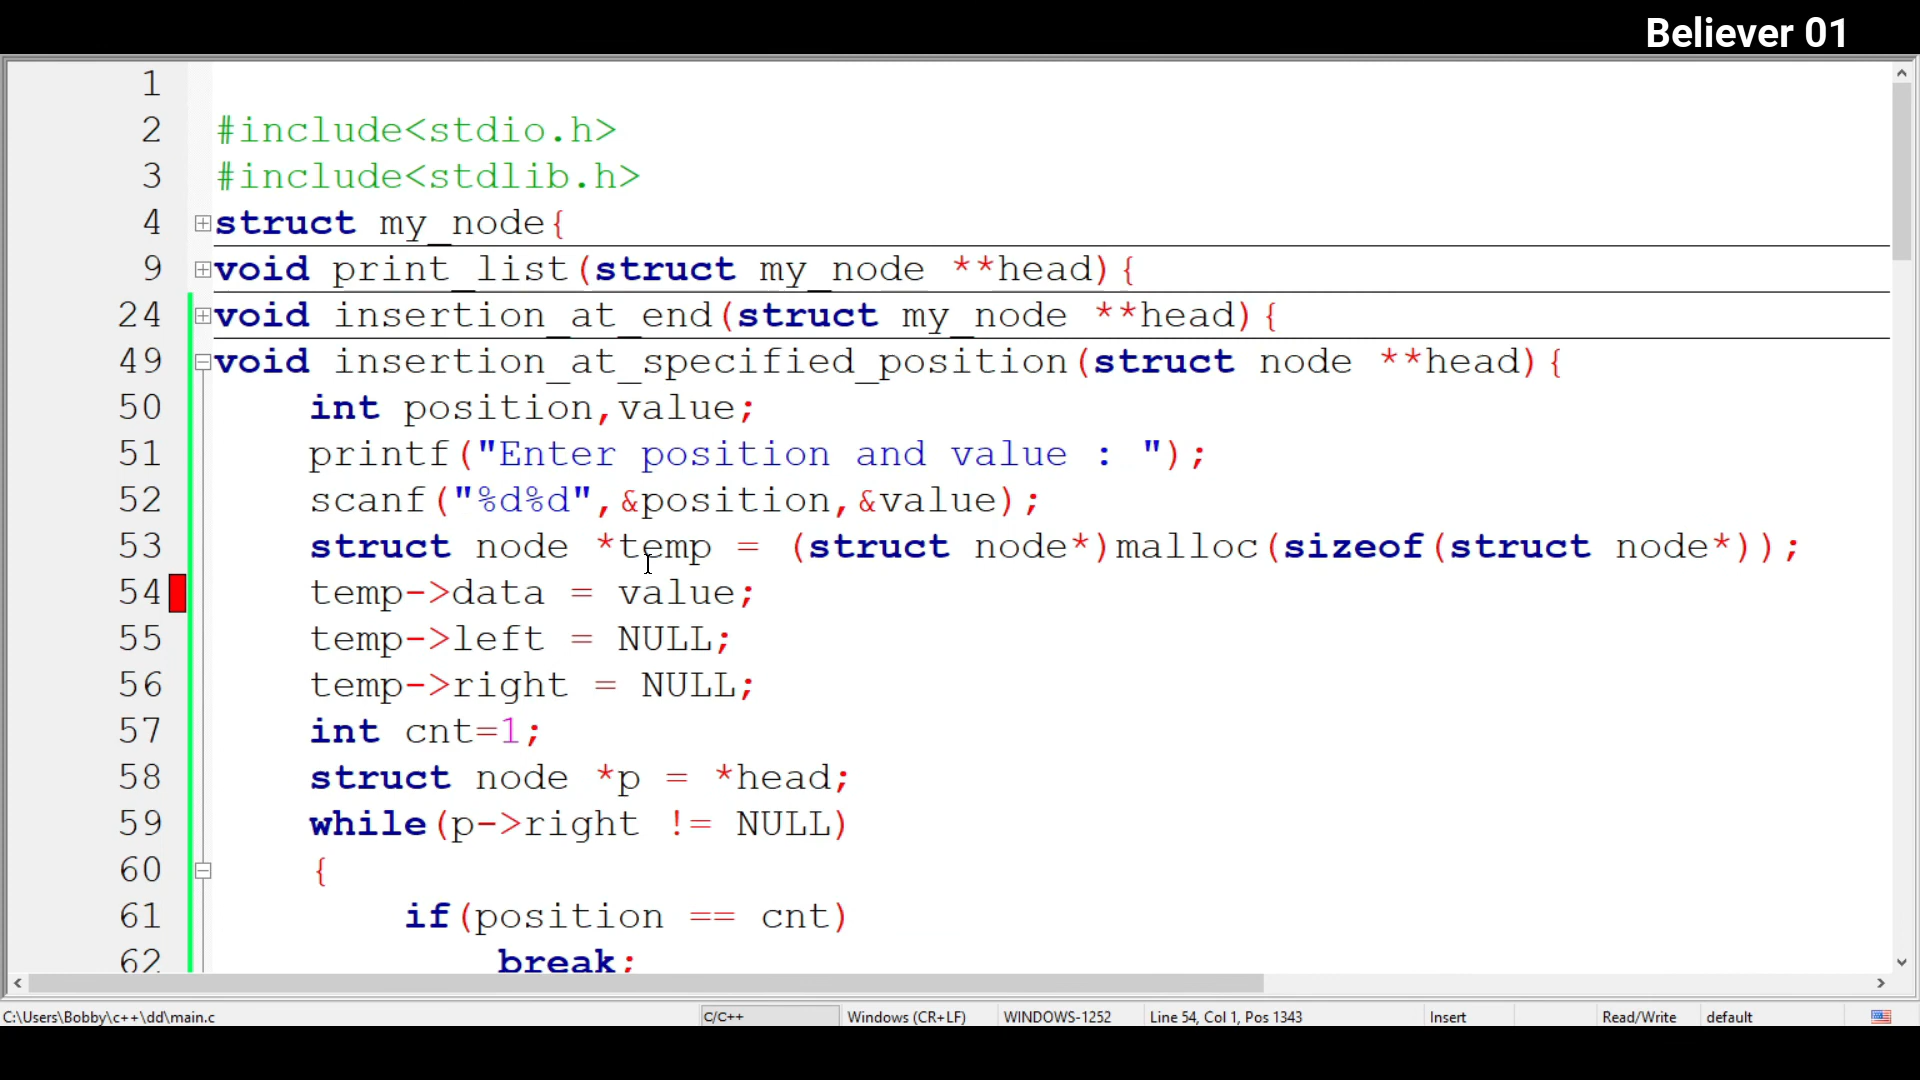 Believer 01
1
2 #include<stdio.h>
3 #include<stdlib.h>
4 struct my_node{
9 void print_list(struct my_node **head){
24 void insertion_at_end(struct my_node **head){
49 void insertion_at_specified_position(struct node **head){
50 int position,value;
51 printf("Enter position and value : ");
52 scanf("%d%d",&position,&value);
53 struct node *temp = (struct node*)malloc(sizeof(struct node*));
54 temp->data = value;
55 temp->left = NULL;
56 temp->right = NULL;
57 int cnt=1;
58 struct node *p = *head;
59 while(p->right != NULL)
60 {
61 if(position == cnt)
62 break;
C:\Users\Bobby\c++\dd\main.c C/C++ Windows (CR+LF) WINDOWS-1252 Line 54, Col 1, Pos 1343 Insert Read/Write default